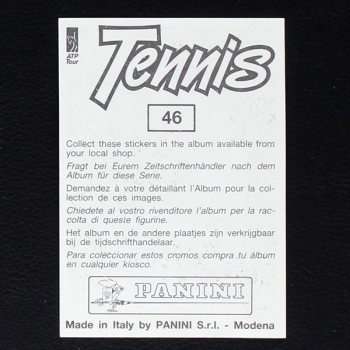 ATP
Tour
Tennis
46
Collect these stickers in the album available from
your local shop.
Fragt bei Eurem Zeitschriftenhändler nach dem
Album für diese Serie.
Demandez à votre détaillant l'Album pour la col-
lection de ces images.
Chiedete al vostro rivenditore l'album per la rac-
colta di queste figurine.
Het album en de andere plaatjes zijn verkrijgbaar
bij de tijdschrifthandelaar.
Para coleccionar estos cromos compra tú álbum
en cualquier kiosco.
PANINI
Made in Italy by PANINI S.r.l. - Modena